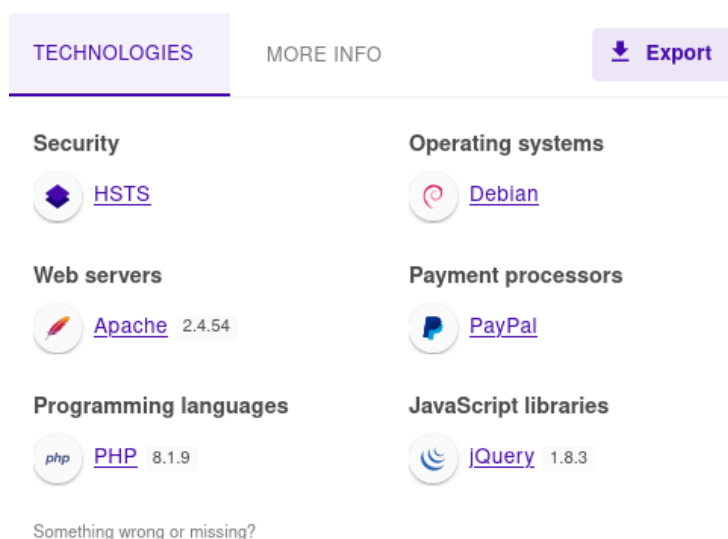 TECHNOLOGIES
MORE INFO
Export
Security
HSTS
Operating systems
Debian
Web servers
Apache 2.4.54
Payment processors
PayPal
Programming languages
php PHP 8.1.9
JavaScript libraries
jQuery 1.8.3
Something wrong or missing?